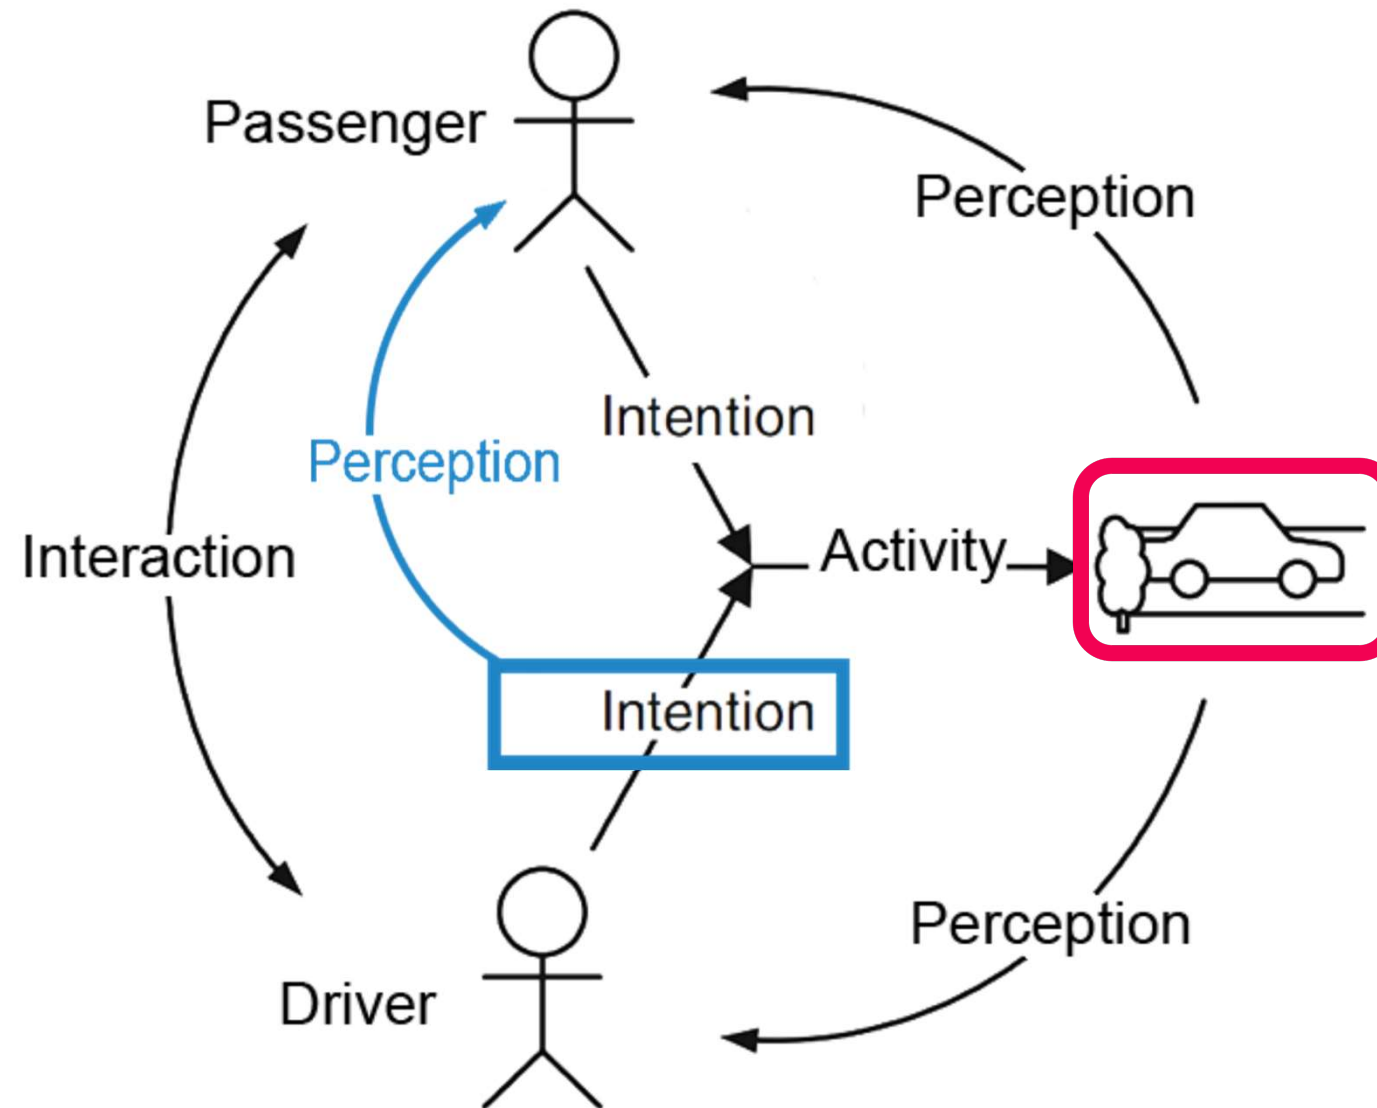 Passenger
Perception
Intention
Perception
Activity
Interaction
Intention
Perception
Driver